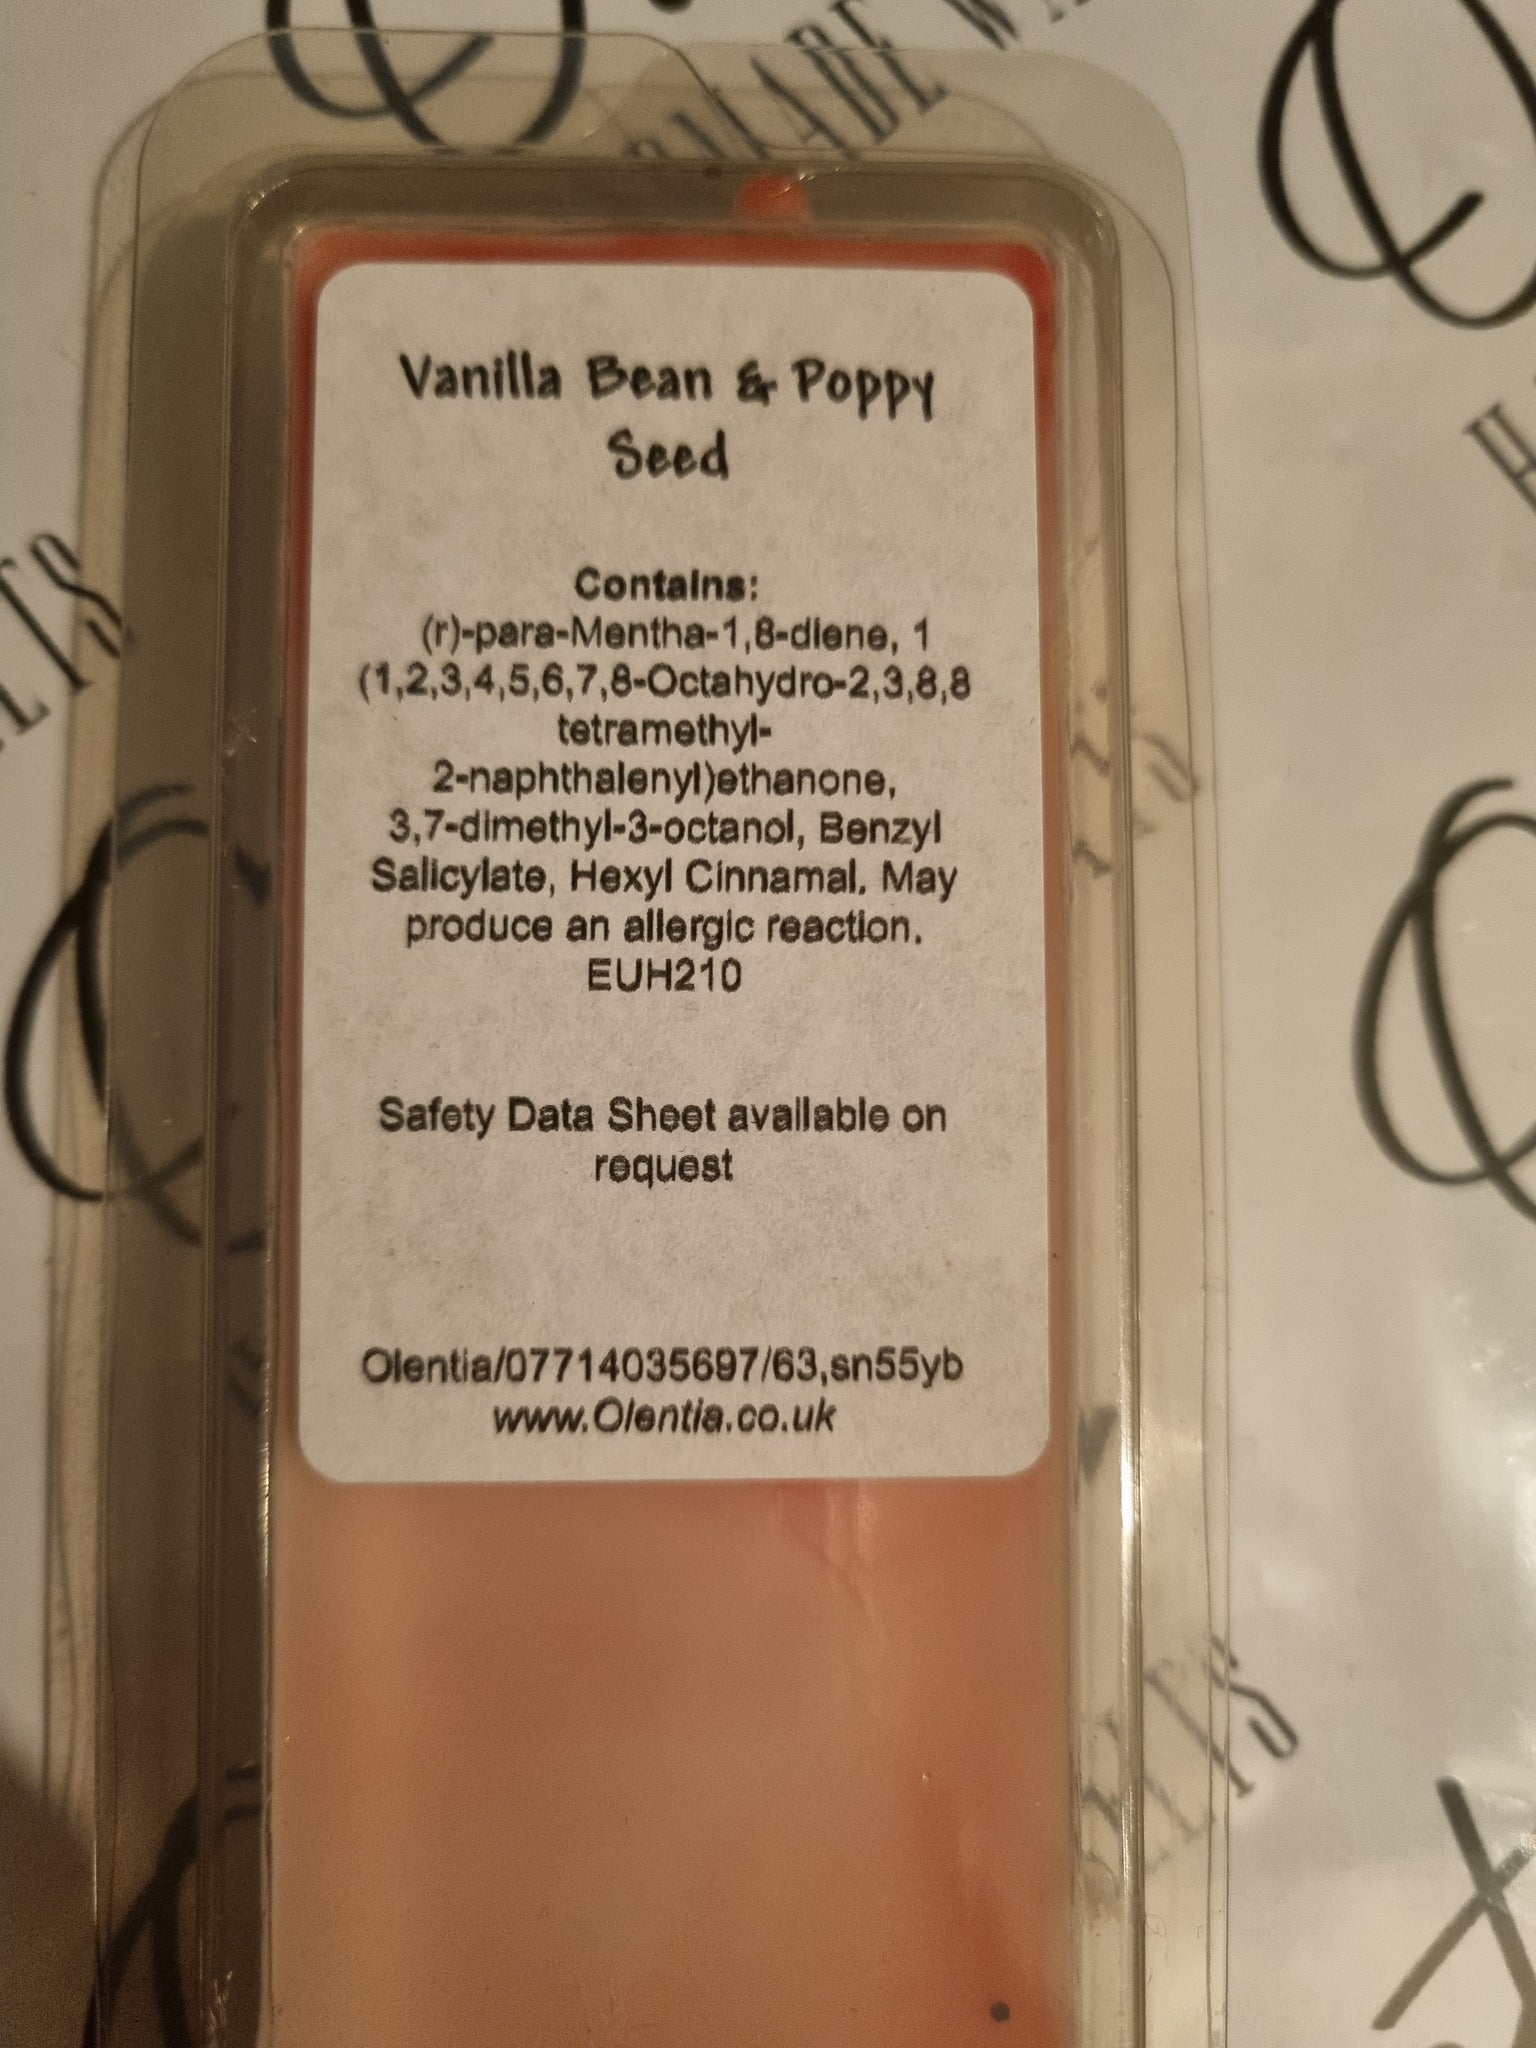 MADE
ELTS
Vanilla Bean & Poppy
Seed
Contains:
(r)-para-Mentha-1,8-diene, 1
(1,2,3,4,5,6,7,8-Octahydro-2,3,8,8
tetramethyl-
2-naphthalenyl)ethanone,
3,7-dimethyl-3-octanol, Benzyl
Salicylate, Hexyl Cinnamal. May
produce an allergic reaction.
EUH210
Safety Data Sheet available on
request
Olentia/07714035697/63,sn55yb
www.Olentia.co.uk
ELTS